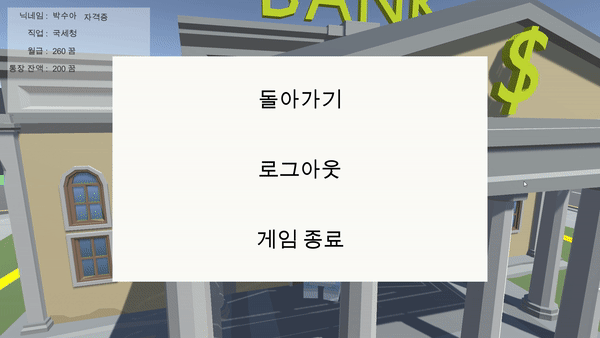 BANK
$
닉네임 : 박수아 자격증
직업 : 국세청
월급 : 260 꿈
통장 잔액 : 200 꿈
돌아가기
로그아웃
게임 종료